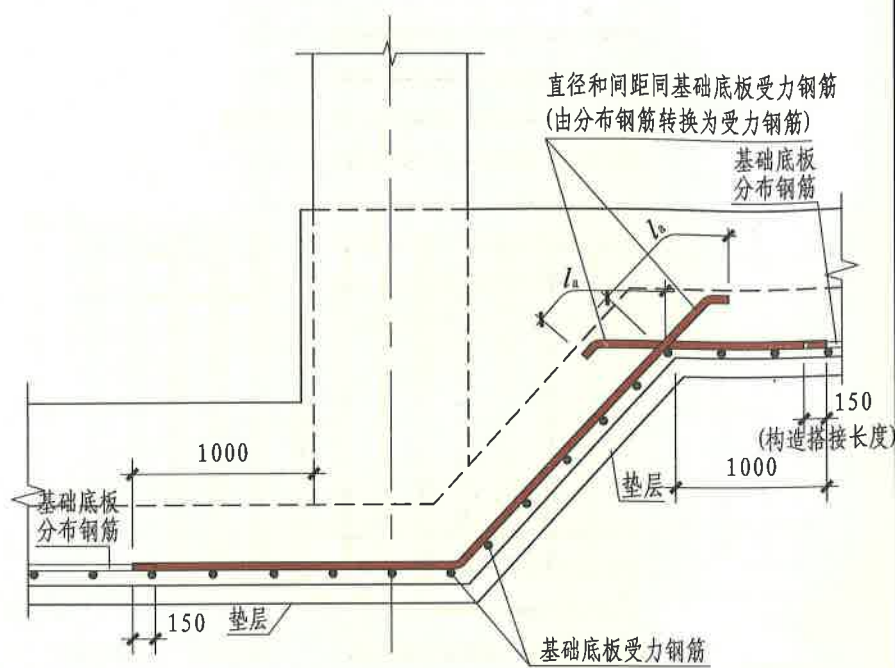 直径和间距同基础底板受力钢筋
(由分布钢筋转换为受力钢筋)
基础底板
分布钢筋
la
la
150
(构造搭接长度)
1000
1000
垫层
基础底板
分布钢筋
150
垫层
基础底板受力钢筋